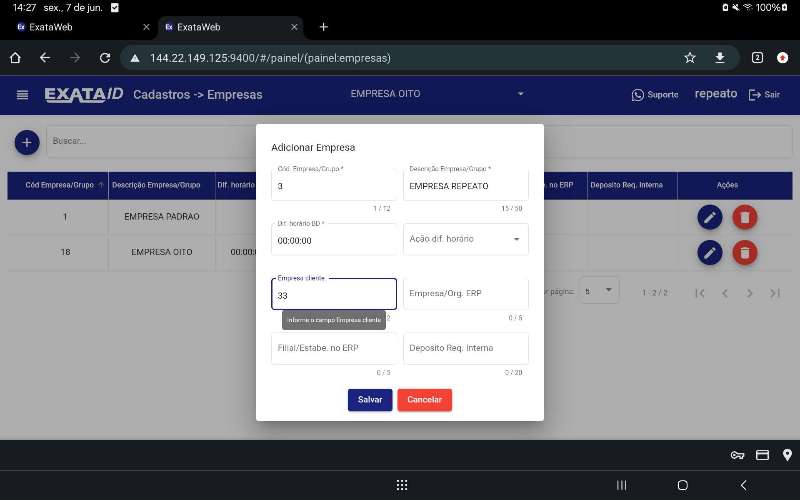 14:27 sex., 7 de jun. 100%
Ex ExataWeb
Ex ExataWeb
144.22.149.125:9400/#/painel/(painel:empresas) 2
EXATA ID Cadastros -> Empresas EMPRESA OITO Suporte repeato Sair
Buscar...
Cód Empresa/Grupo Descrição Empresa/Grupo Dif. horário no ERP Deposito Req. Interna Ações
1 EMPRESA PADRAO
18 EMPRESA OITO 00:00:
Adicionar Empresa
Cód. Empresa/Grupo * Descrição Empresa/Grupo *
3 EMPRESA REPEATO
1 / 12 15 / 50
Dif. horário BD *
00:00:00 Ação dif. horário
Empresa cliente
33 Empresa/Org. ERP
Informe o campo Empresa cliente 2 0 / 5
Filial/Estabe. no ERP Deposito Req. Interna
0 / 5 0 / 20
Salvar Cancelar
r página: 5 1 - 2 / 2